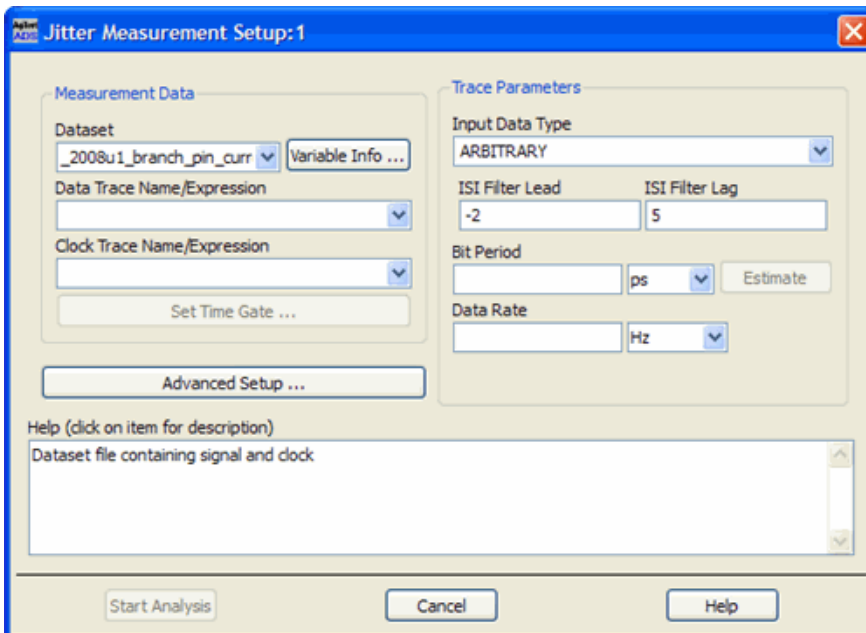 Agilent
ADS
Jitter Measurement Setup:1
Measurement Data
Dataset
_2008u1_branch_pin_curr
Variable Info ...
Data Trace Name/Expression
Clock Trace Name/Expression
Set Time Gate ...
Advanced Setup ...
Trace Parameters
Input Data Type
ARBITRARY
ISI Filter Lead
ISI Filter Lag
-2
5
Bit Period
ps
Estimate
Data Rate
Hz
Help (click on item for description)
Dataset file containing signal and clock
Start Analysis
Cancel
Help